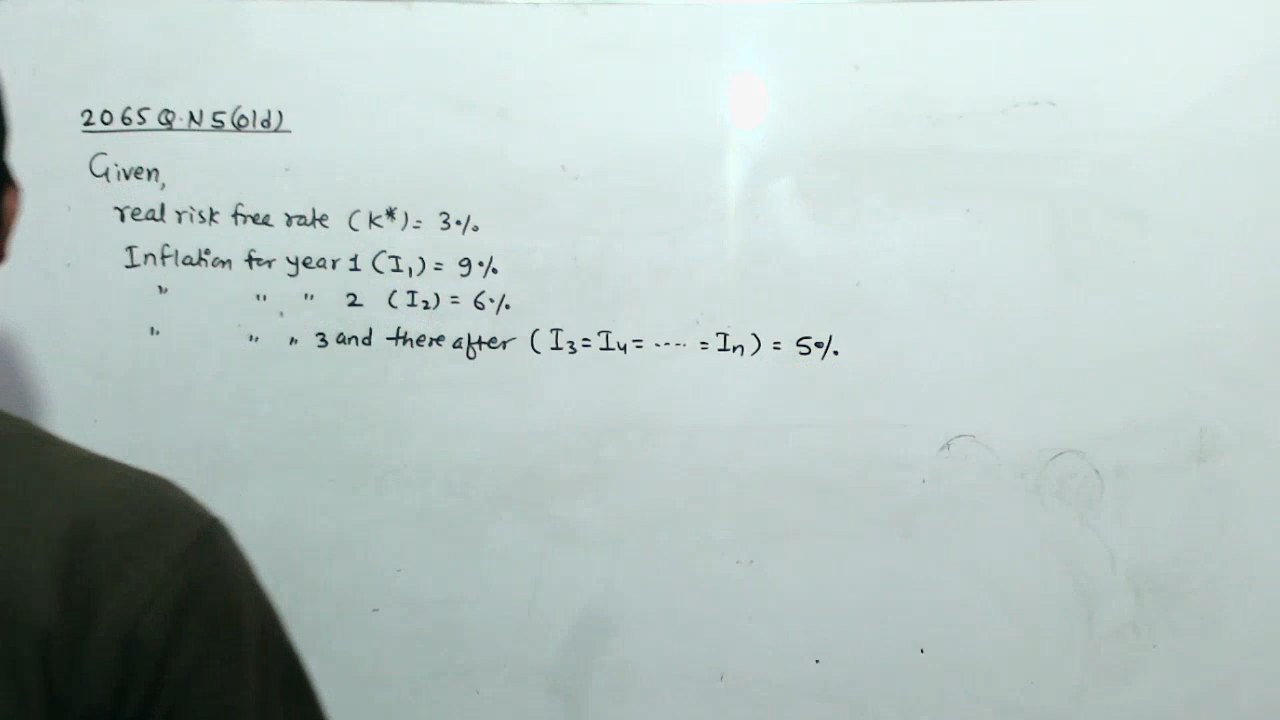 2065 Q.N 5(old)
Given,
real risk free rate (K*) = 3%
Inflation for year 1 (I₁) = 9%
" " " 2 (I₂) = 6%
" " " 3 and there after (I₃=I₄= ..... =Iₙ) = 5%.